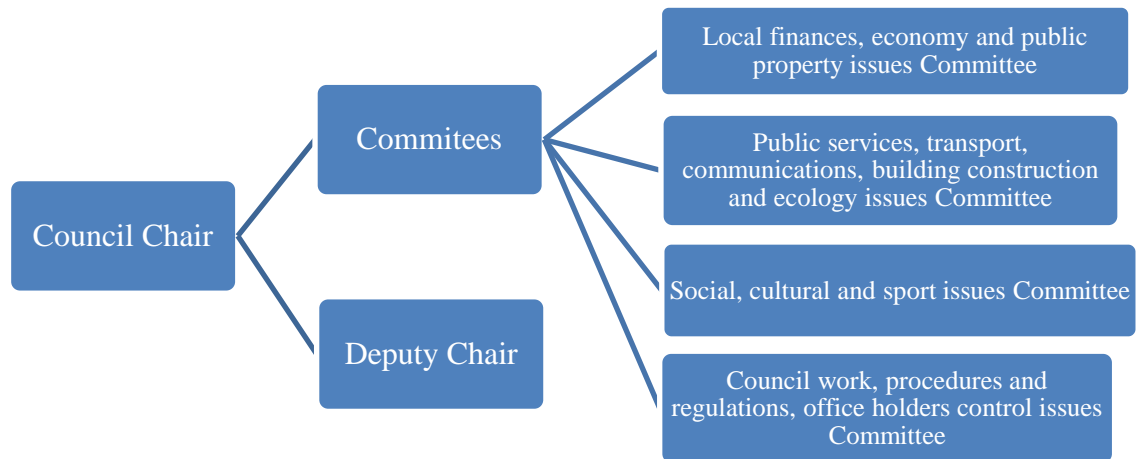 Council Chair
Commitees
Deputy Chair
Local finances, economy and public
property issues Committee
Public services, transport,
communications, building construction
and ecology issues Committee
Social, cultural and sport issues Committee
Council work, procedures and
regulations, office holders control issues
Committee